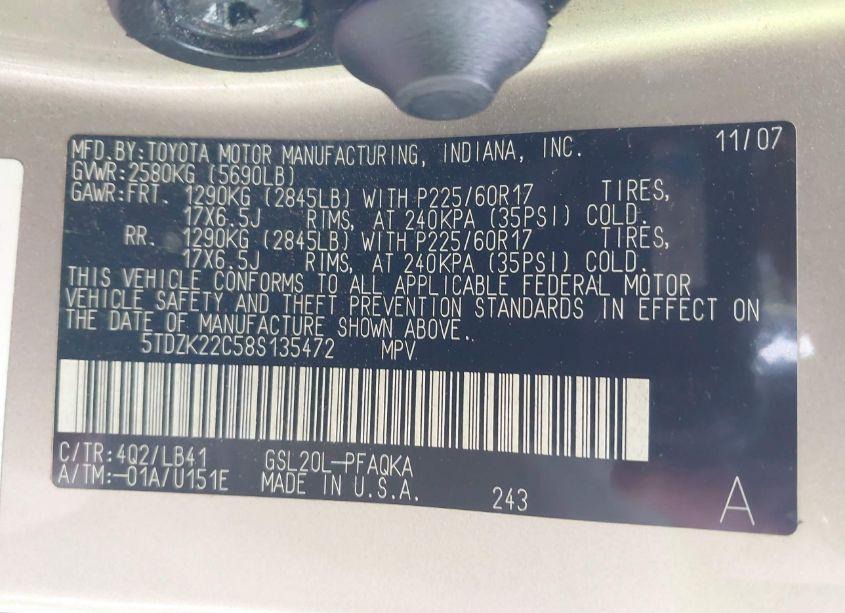 MFD.BY:TOYOTA MOTOR MANUFACTURING, INDIANA, INC. 11/07
GVWR:2580KG (5690LB)
GAWR:FRT. 1290KG (2845LB) WITH P225/60R17 TIRES,
17X6.5J RIMS, AT 240KPA (35PSI) COLD.
RR. 1290KG (2845LB) WITH P225/60R17 TIRES,
17X6.5J RIMS, AT 240KPA (35PSI) COLD.
THIS VEHICLE CONFORMS TO ALL APPLICABLE FEDERAL MOTOR
VEHICLE SAFETY AND THEFT PREVENTION STANDARDS IN EFFECT ON
THE DATE OF MANUFACTURE SHOWN ABOVE.
5TDZK22C58S135472 MPV
C/TR:4Q2/LB41 GSL20L-PFAQKA
A/TM:-01A/U151E MADE IN U.S.A. 243 A